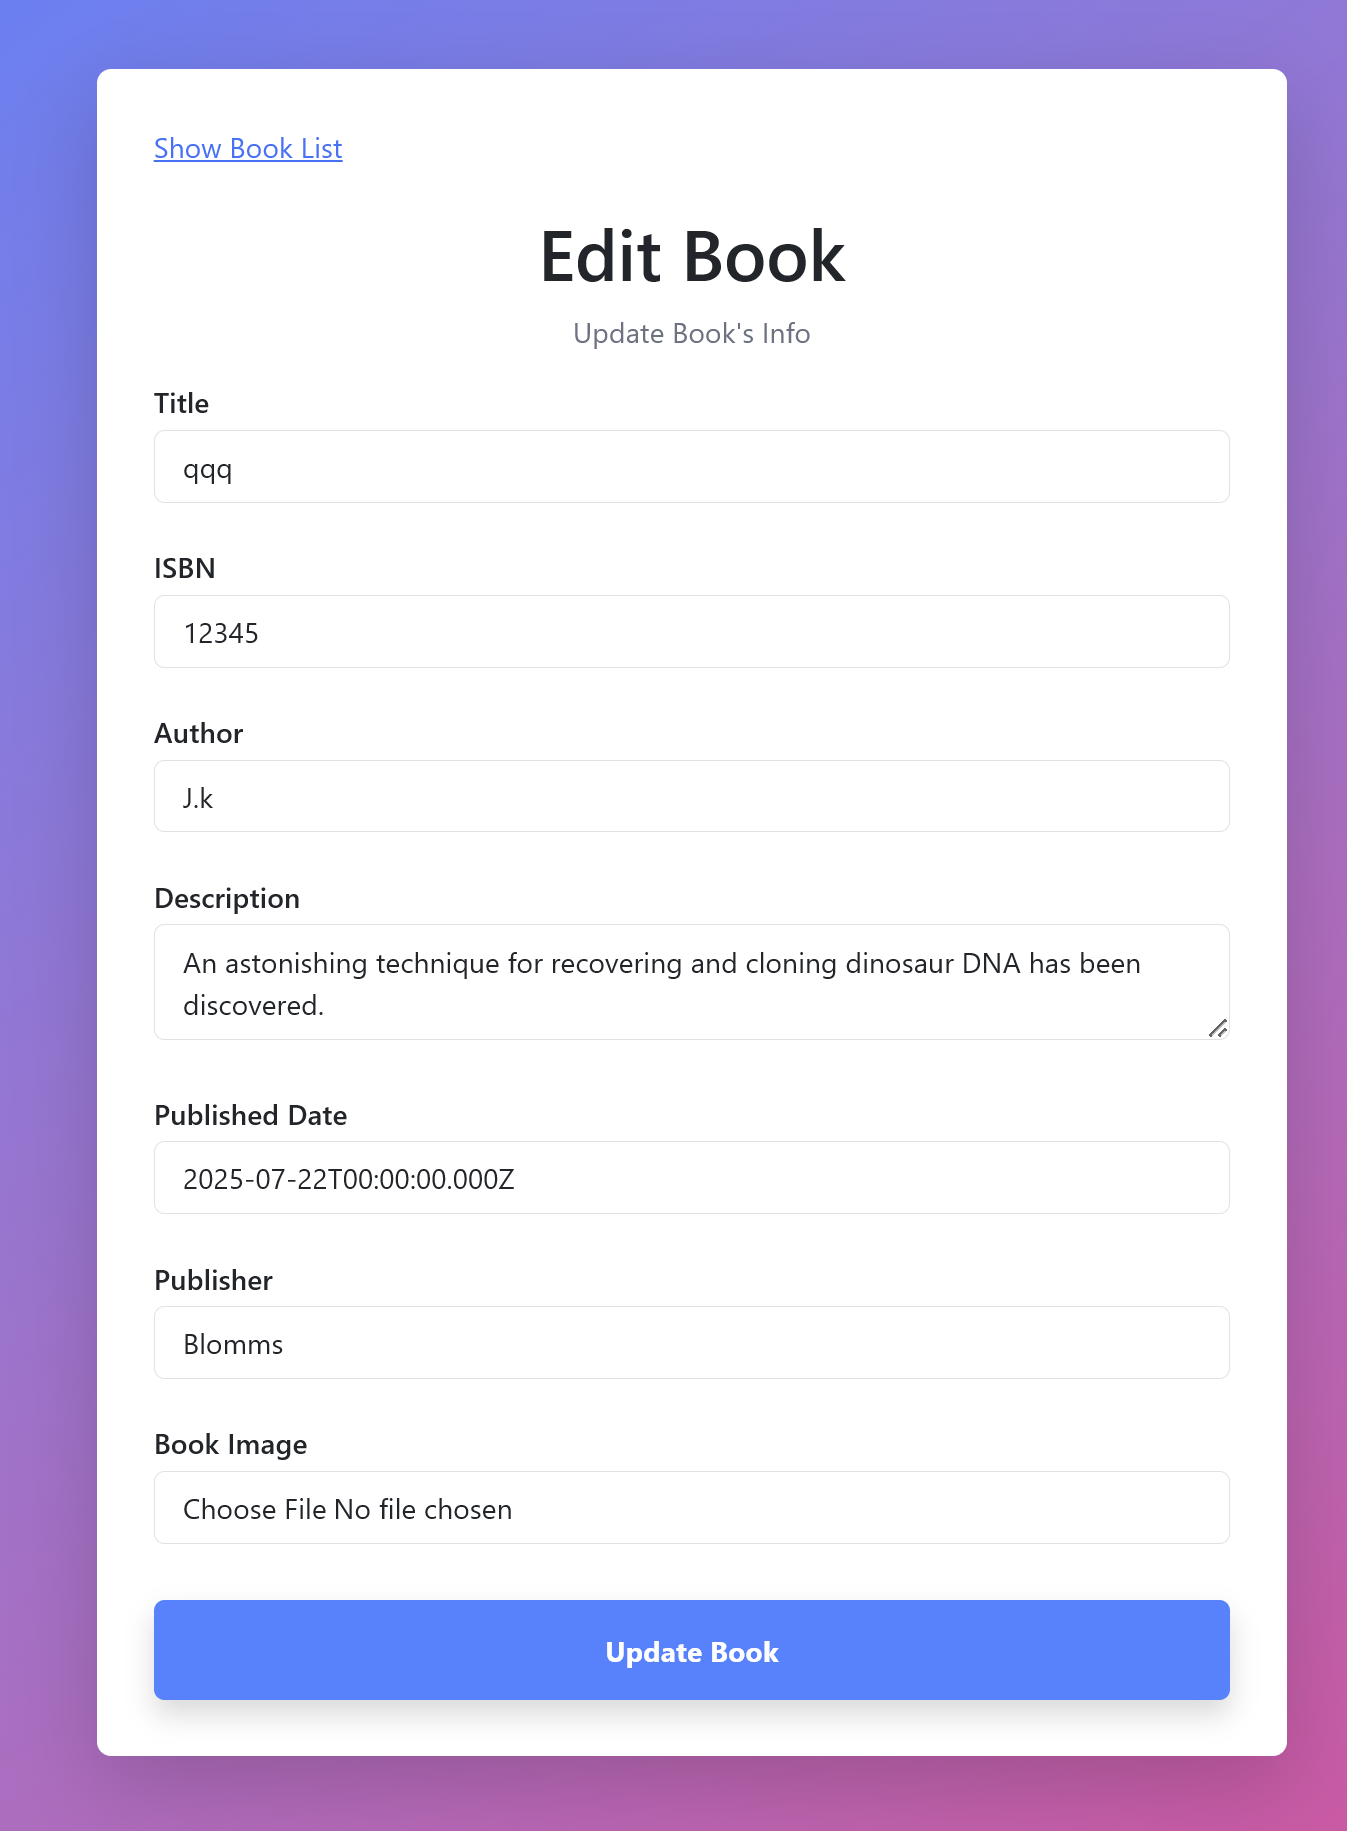 Show Book List
Edit Book
Update Book's Info
Title
qqq
ISBN
12345
Author
J.k
Description
An astonishing technique for recovering and cloning dinosaur DNA has been
discovered.
Published Date
2025-07-22T00:00:00.000Z
Publisher
Blomms
Book Image
Choose File No file chosen
Update Book